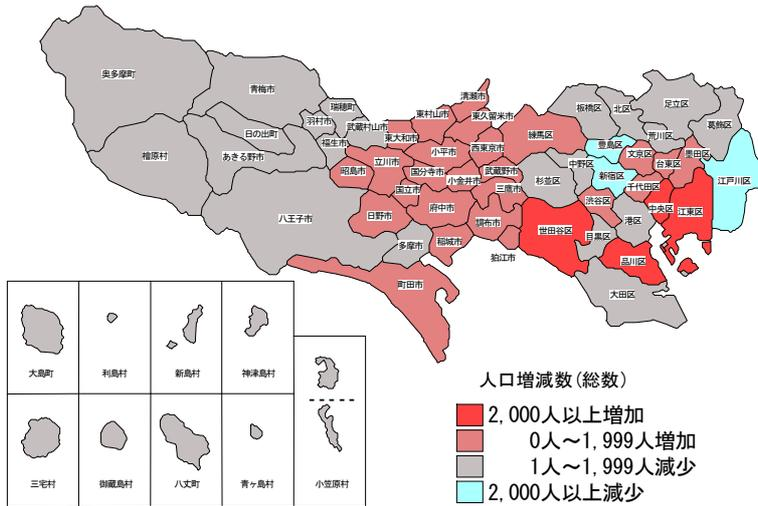 奥多摩町
青梅市
瑞穂町
羽村市
武蔵村山市
日の出町
福生市
檜原村
あきる野市
八王子市
昭島市
立川市
東大和市
東村山市
清瀬市
東久留米市
小平市
西東京市
国分寺市
小金井市
武蔵野市
国立市
三鷹市
日野市
府中市
調布市
多摩市
稲城市
狛江市
町田市
練馬区
板橋区
北区
足立区
葛飾区
荒川区
豊島区
文京区
台東区
墨田区
江戸川区
中野区
杉並区
新宿区
千代田区
渋谷区
中央区
江東区
港区
世田谷区
目黒区
品川区
大田区
大島町
利島村
新島村
神津島村
三宅村
御蔵島村
八丈町
青ヶ島村
小笠原村
人口増減数(総数)
2,000人以上増加
0人～1,999人増加
1人～1,999人減少
2,000人以上減少